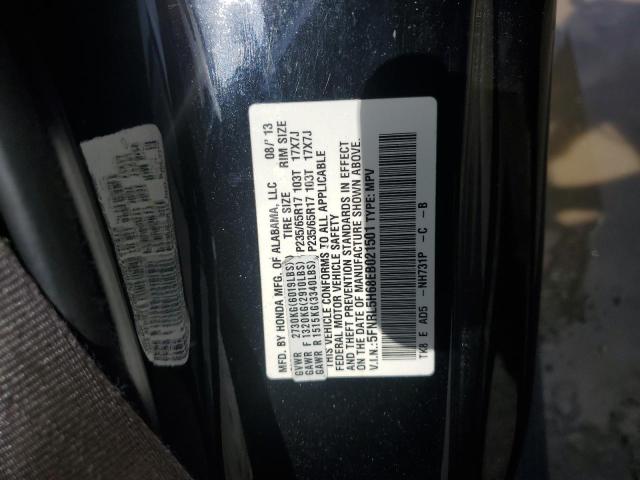 MFD. BY HONDA MFG. OF ALABAMA, LLC 08/13
GVWR 2730KG(6019LBS) TIRE SIZE RIM SIZE
GAWR F 1320KG(2910LBS) P235/65R17 103T 17X7J
GAWR R 1515KG(3340LBS) P235/65R17 103T 17X7J
THIS VEHICLE CONFORMS TO ALL APPLICABLE
FEDERAL MOTOR VEHICLE SAFETY
AND THEFT PREVENTION STANDARDS IN EFFECT
ON THE DATE OF MANUFACTURE SHOWN ABOVE.
V.I.N.:5FNRL5H68EB021501 TYPE: MPV
TK8 E AD5 -NH731P -C -B